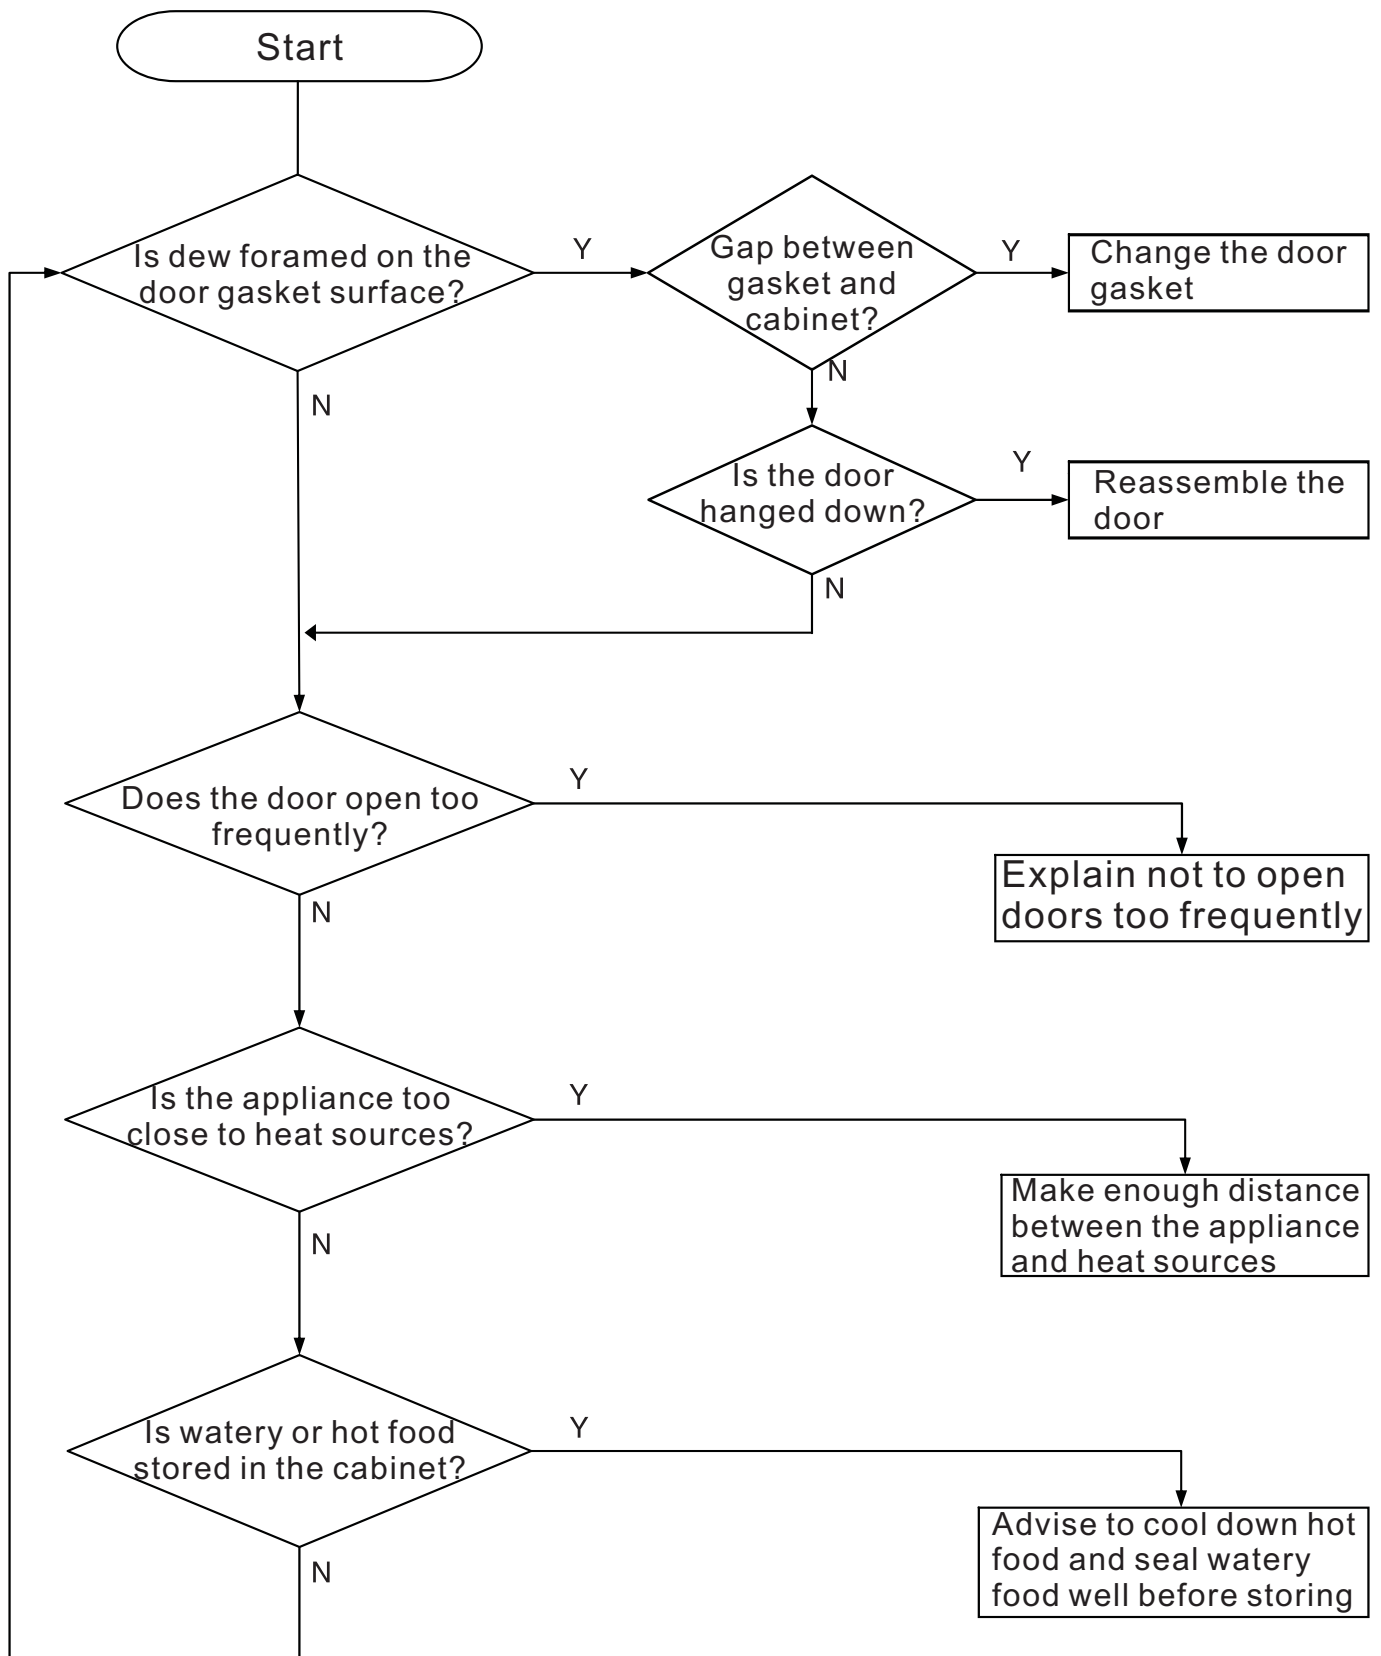 Start
Is dew foramed on the
door gasket surface?
Y
Gap between
gasket and
cabinet?
Y
Change the door
gasket
N
N
Is the door
hanged down?
Y
Reassemble the
door
N
Does the door open too
frequently?
Y
Explain not to open
doors too frequently
N
Is the appliance too
close to heat sources?
Y
Make enough distance
between the appliance
and heat sources
N
Is watery or hot food
stored in the cabinet?
Y
Advise to cool down hot
food and seal watery
food well before storing
N